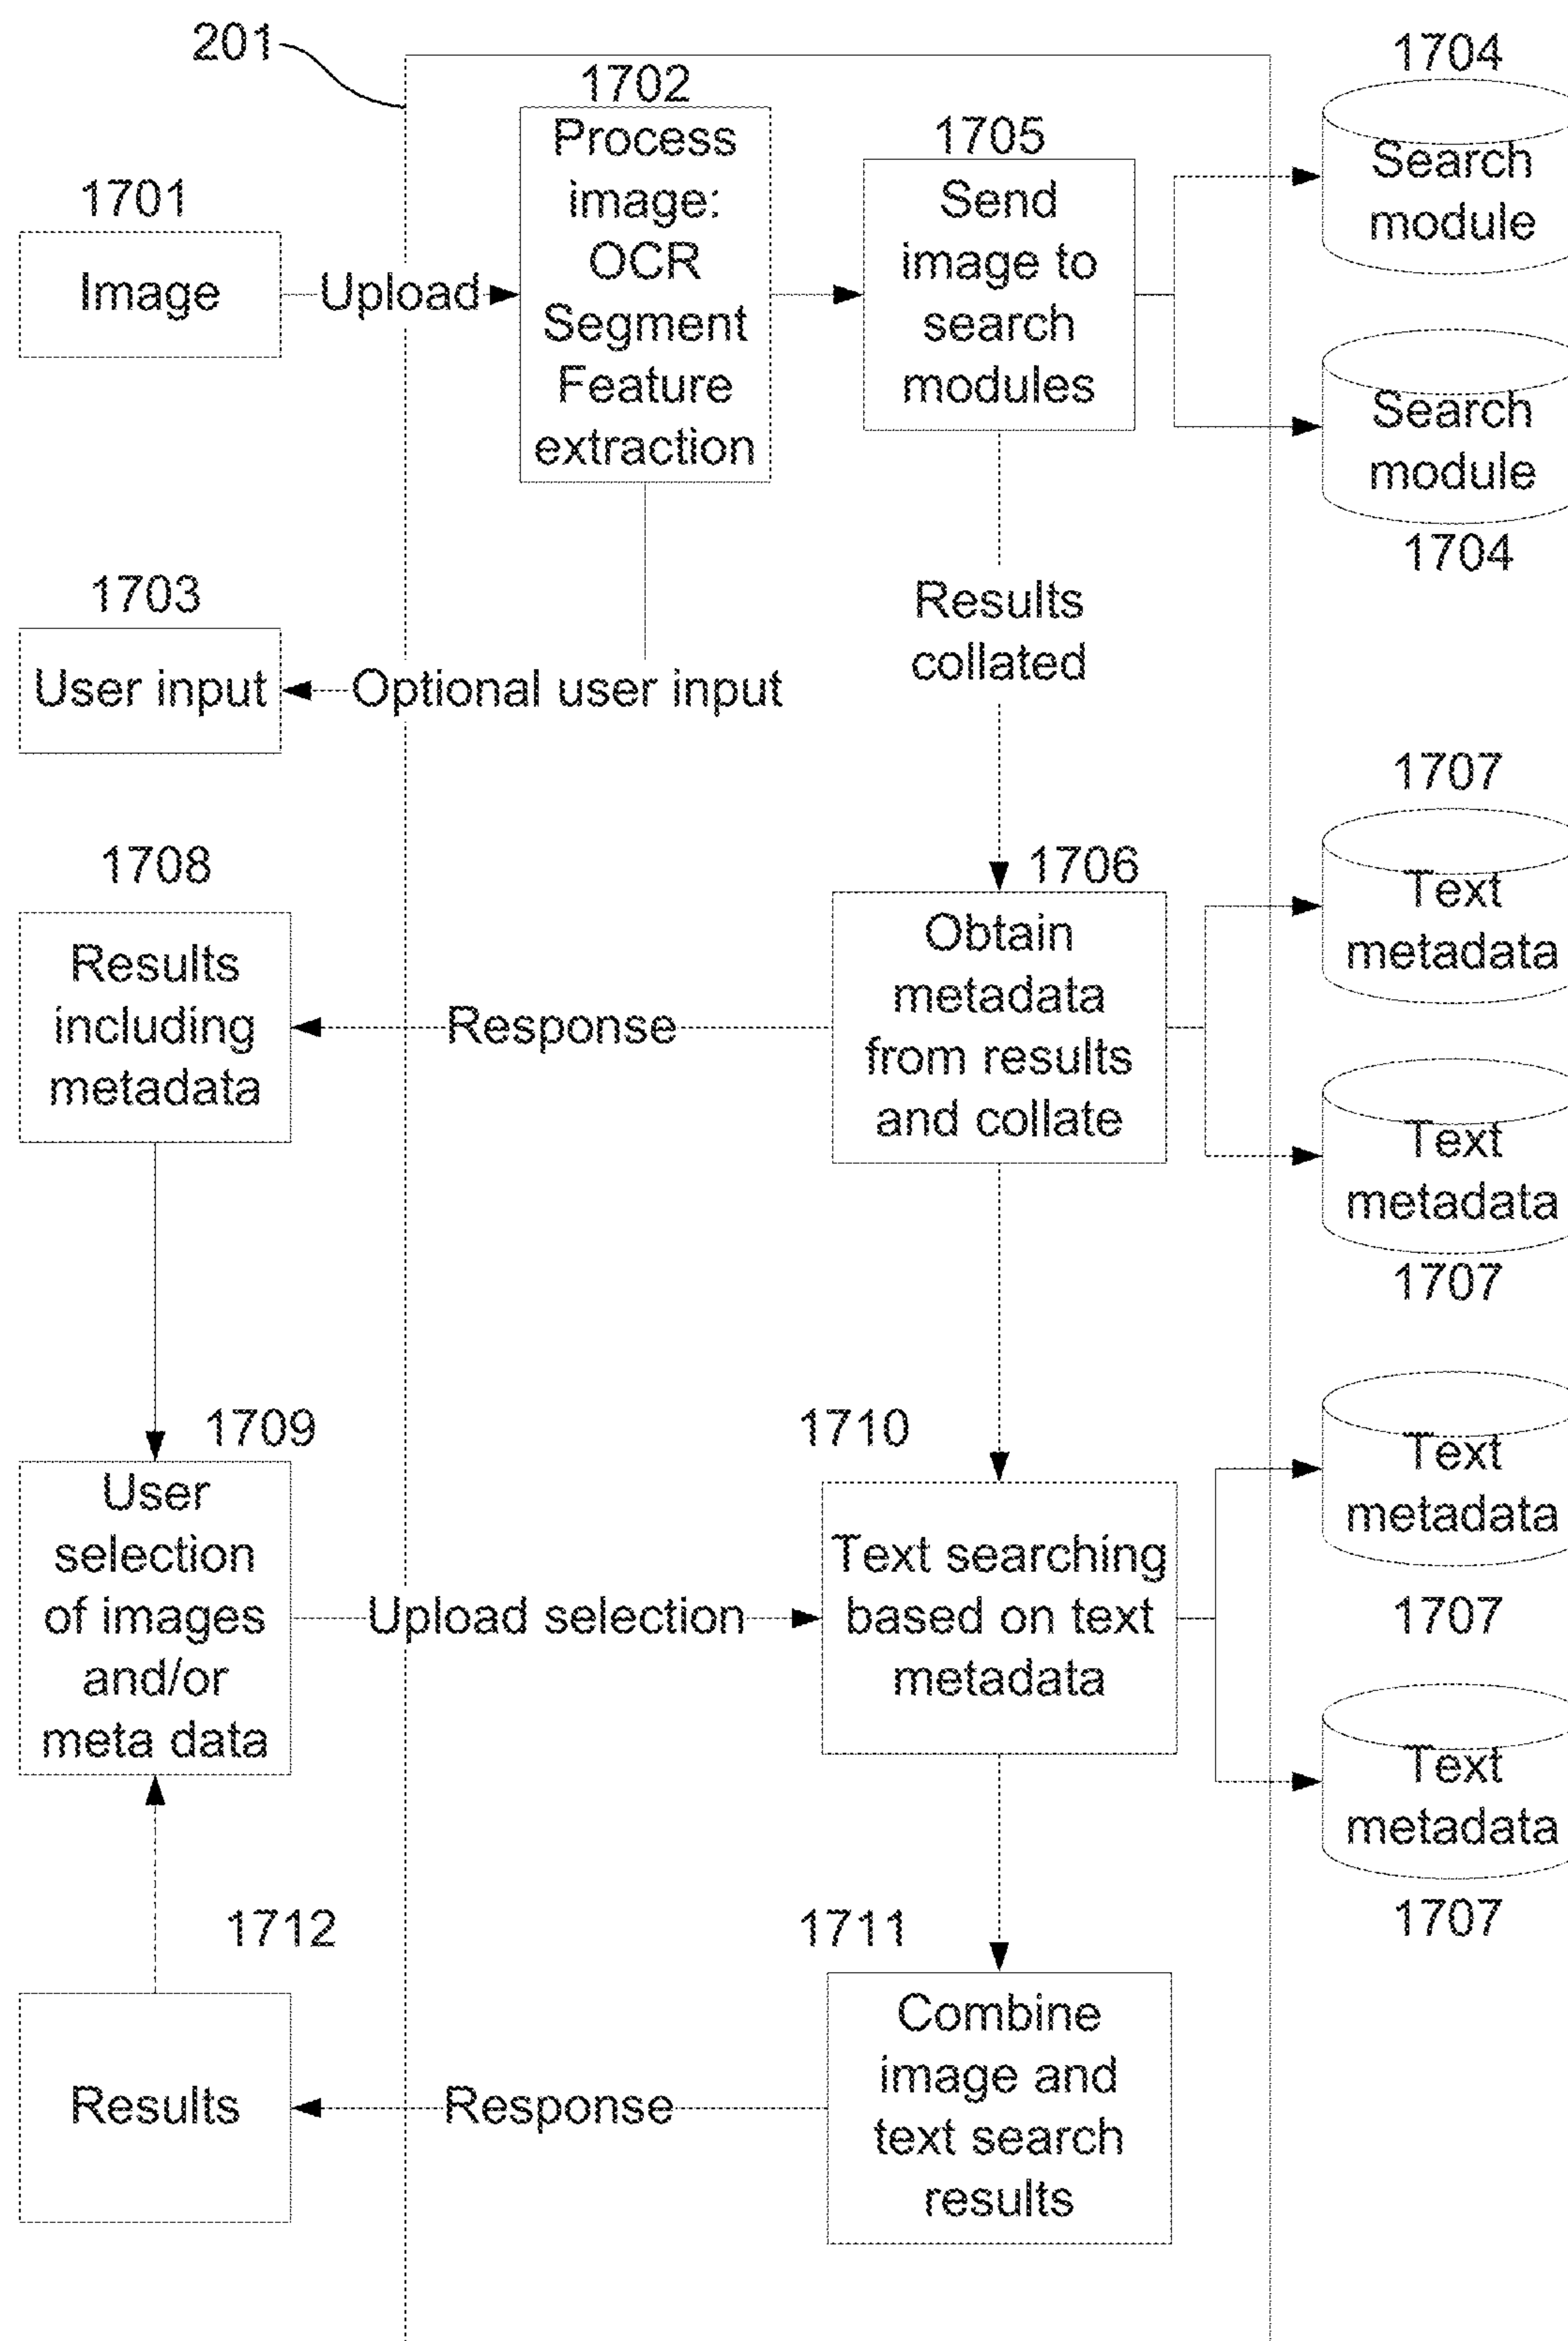 201
1701
Image
Upload
1702
Process
image:
OCR
Segment
Feature
extraction
1705
Send
image to
search
modules
1704
Search
module
Search
module
1704
1703
User input
Optional user input
Results
collated
1708
Results
including
metadata
Response
1706
Obtain
metadata
from results
and collate
1707
Text
metadata
Text
metadata
1707
1709
User
selection
of images
and/or
meta data
Upload selection
1710
Text searching
based on text
metadata
Text
metadata
1707
Text
metadata
1707
1712
Results
Response
1711
Combine
image and
text search
results